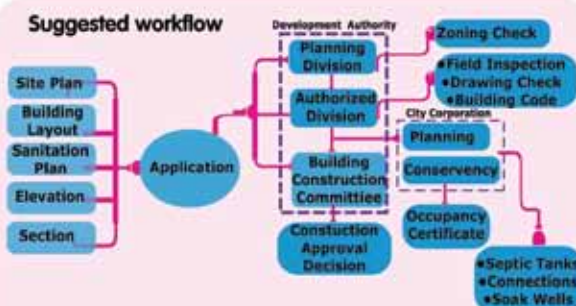 Suggested workflow
Site Plan
Building
Layout
Sanitation
Plan
Elevation
Section
Application
Development Authority
Planning
Division
Authorized
Division
Building
Construction
Committiee
Constuction
Approval
Decision
Zoning Check
•Field Inspection
•Drawing Check
•Building Code
City Corporation
Planning
Conservency
Occupancy
Certificate
•Septic Tanks
•Connections
•Soak Wells